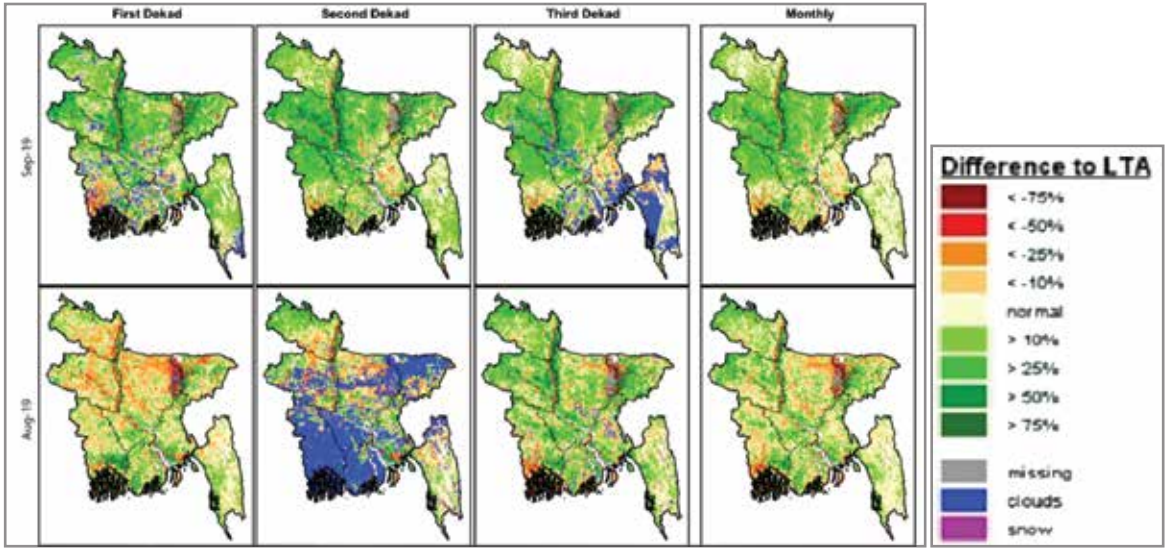 First Dekad Second Dekad Third Dekad Monthly
Sep-19
Aug-19
Difference to LTA
< -75%
< -50%
< -25%
< -10%
normal
> 10%
> 25%
> 50%
> 75%
missing
clouds
snow